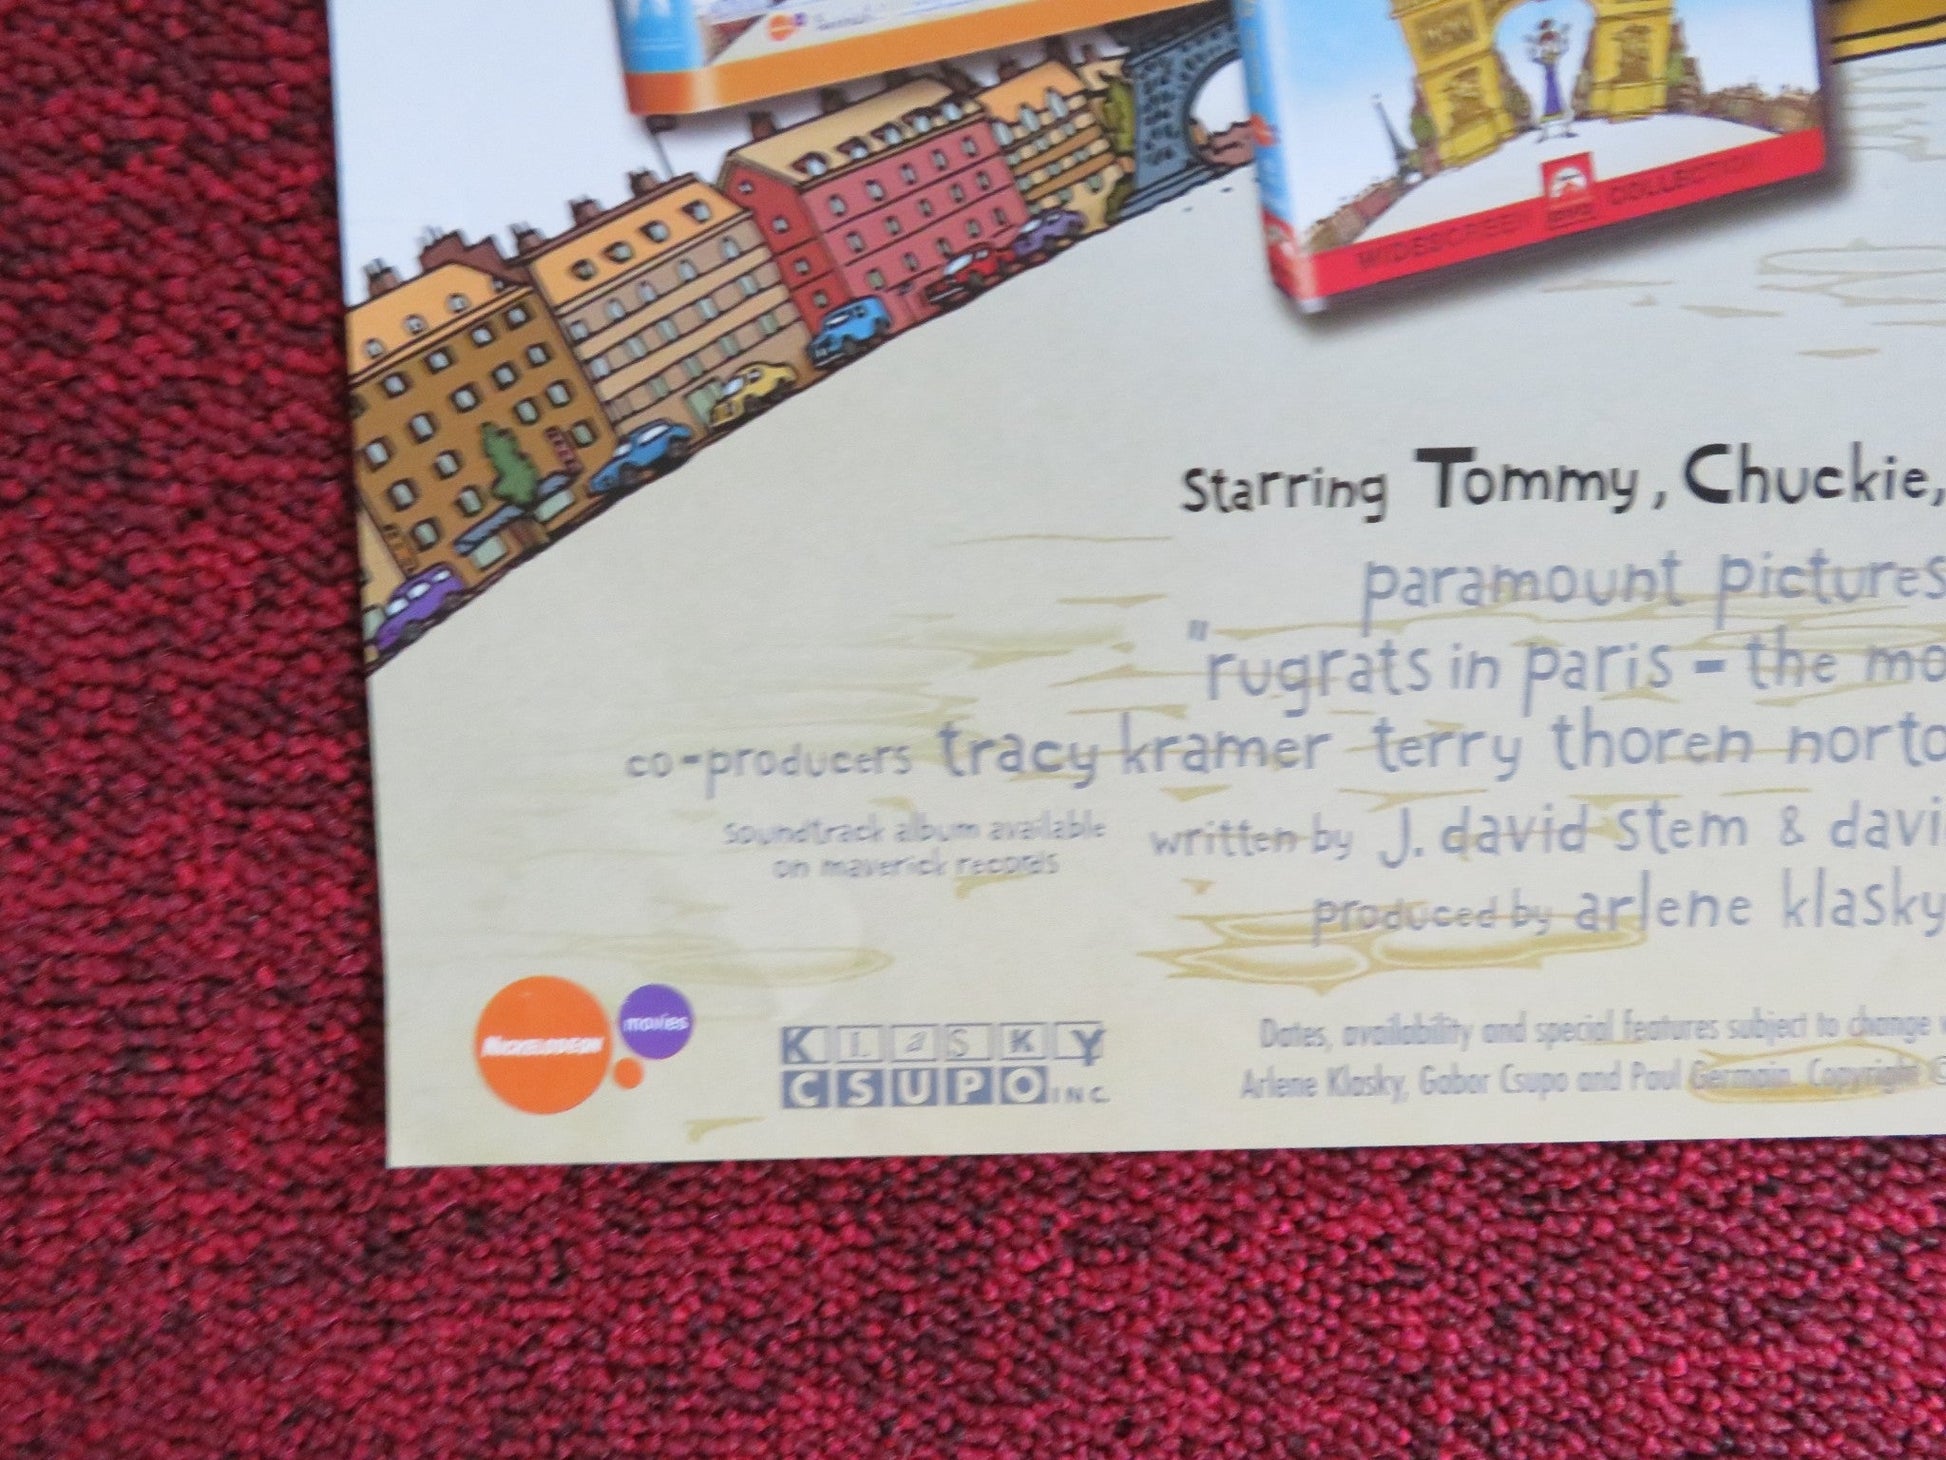 WIDESCREEN DVD COLLECTION
Starring Tommy, Chuckie,
paramount pictures
"rugrats in paris - the mo
co-producers tracy kramer terry thoren norto
soundtrack album available
on maverick records
written by J. david stem & davi
produced by arlene klasky
NICKELODEON movies
KLASKY
CSUPO INC.
Dates, availability and special features subject to change
Arlene Klasky, Gabor Csupo and Paul Germain. Copyright ©